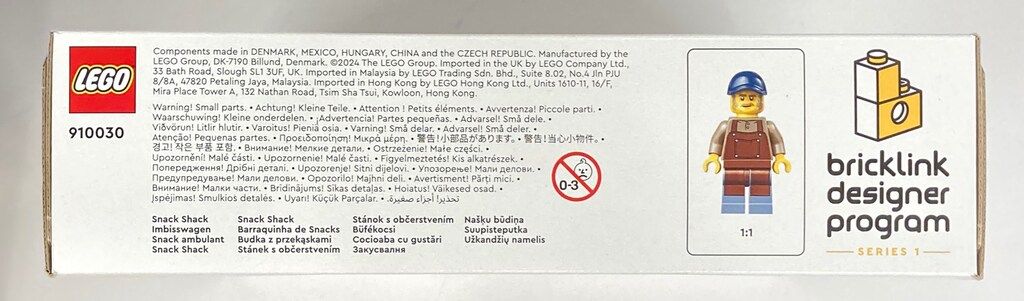 LEGO
910030
Components made in DENMARK, MEXICO, HUNGARY, CHINA and the CZECH REPUBLIC. Manufactured by the
LEGO Group, DK-7190 Billund, Denmark. ©2024 The LEGO Group. Imported in the UK by LEGO Company Ltd.,
33 Bath Road, Slough SL1 3UF, UK. Imported in Malaysia by LEGO Trading Sdn. Bhd., Suite 8.02, No.4 Jln PJU
8/8A, 47820 Petaling Jaya, Malaysia. Imported in Hong Kong by LEGO Hong Kong Ltd., Units 1610-11, 16/F,
Mira Place Tower A, 132 Nathan Road, Tsim Sha Tsui, Kowloon, Hong Kong.
Warning! Small parts. • Achtung! Kleine Teile. • Attention ! Petits éléments. • Avvertenza! Piccole parti. •
Waarschuwing! Kleine onderdelen. • ¡Advertencia! Partes pequeñas. • Advarsel! Små dele. •
Viðvörun! Litlir hlutir. • Varoitus! Pieniä osia. • Varning! Små delar. • Advarsel! Små deler. •
Atenção! Pequenas partes. • Προειδοποίηση! Μικρά μέρη. • 警告！小部品があります。• 警告！当心小物件。•
경고! 작은 부품 포함. • Внимание! Мелкие детали. • Ostrzeżenie! Małe części. •
Upozornění! Malé části. • Upozornenie! Malé časti. • Figyelmeztetés! Kis alkatrészek. •
Попередження! Дрібні деталі. • Upozorenje! Sitni dijelovi. • Упозорење! Мали делови. •
Предупредување! Мали делови. • Opozorilo! Majhni deli. • Avertisment! Părți mici. •
Внимание! Малки части. • Brīdinājums! Sīkas detaļas. • Hoiatus! Väikesed osad. •
Įspėjimas! Smulkios detalės. • Uyarı! Küçük Parçalar. • تحذير! أجزاء صغيرة.
0-3
Snack Shack
Imbisswagen
Snack ambulant
Snack Shack
Snack Shack
Barraquinha de Snacks
Budka z przekąskami
Stánek s občerstvením
Stánok s občerstvením
Büfékocsi
Cocioaba cu gustări
Закусвалня
Našķu būdiņa
Suupisteputka
Užkandžių namelis
1:1
bricklink
designer
program
SERIES 1